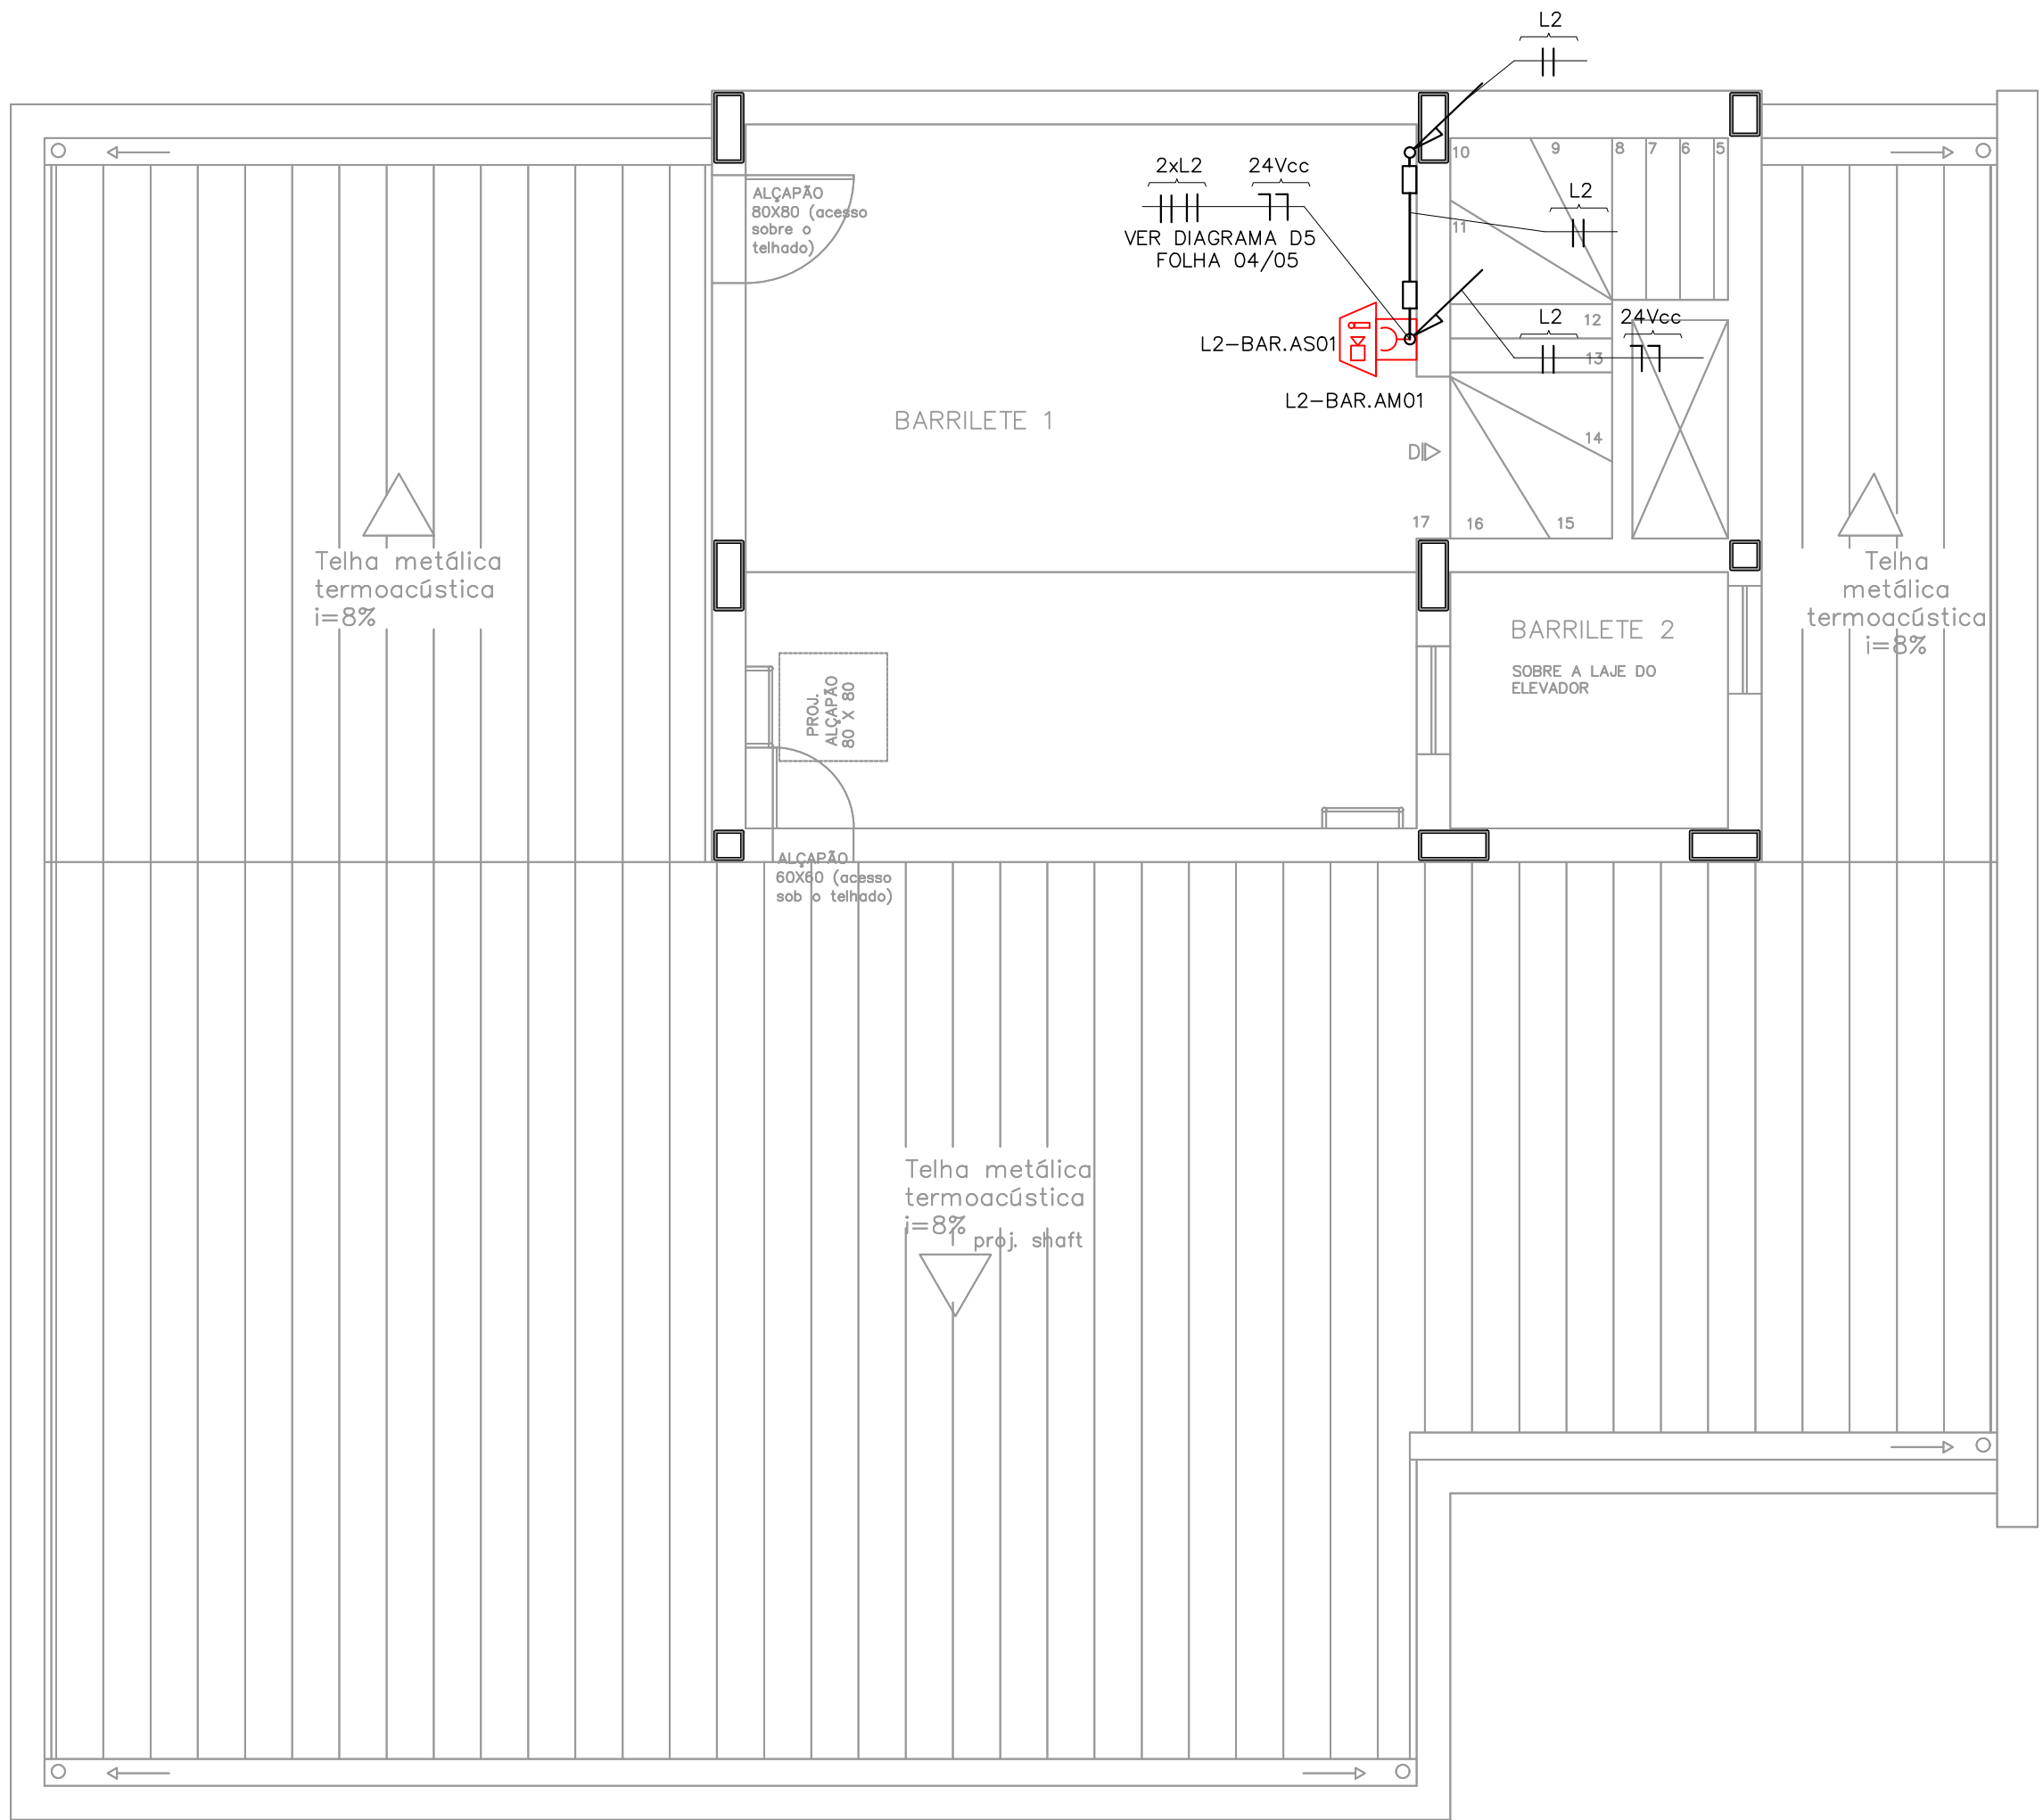 L2
2xL2 24Vcc
VER DIAGRAMA D5
FOLHA 04/05
L2
L2 24Vcc
L2-BAR.AS01
L2-BAR.AM01
ALÇAPÃO
80X80 (acesso
sobre o
telhado)
10
9
8
7
6
5
11
12
13
14
15
16
17
D
BARRILETE 1
Telha metálica
termoacústica
i=8%
Telha
metálica
termoacústica
i=8%
BARRILETE 2
SOBRE A LAJE DO
ELEVADOR
PROJ.
ALÇAPÃO
80 X 80
ALÇAPÃO
60X60 (acesso
sob o telhado)
Telha metálica
termoacústica
i=8%
proj. shaft